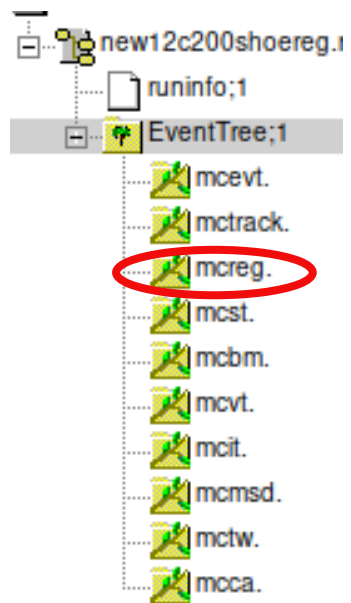 new12c200shoereg.r
runinfo;1
EventTree;1
mcevt.
mctrack.
mcreg.
mcst.
mcbm.
mcvt.
mcit.
mcmsd.
mctw.
mcca.